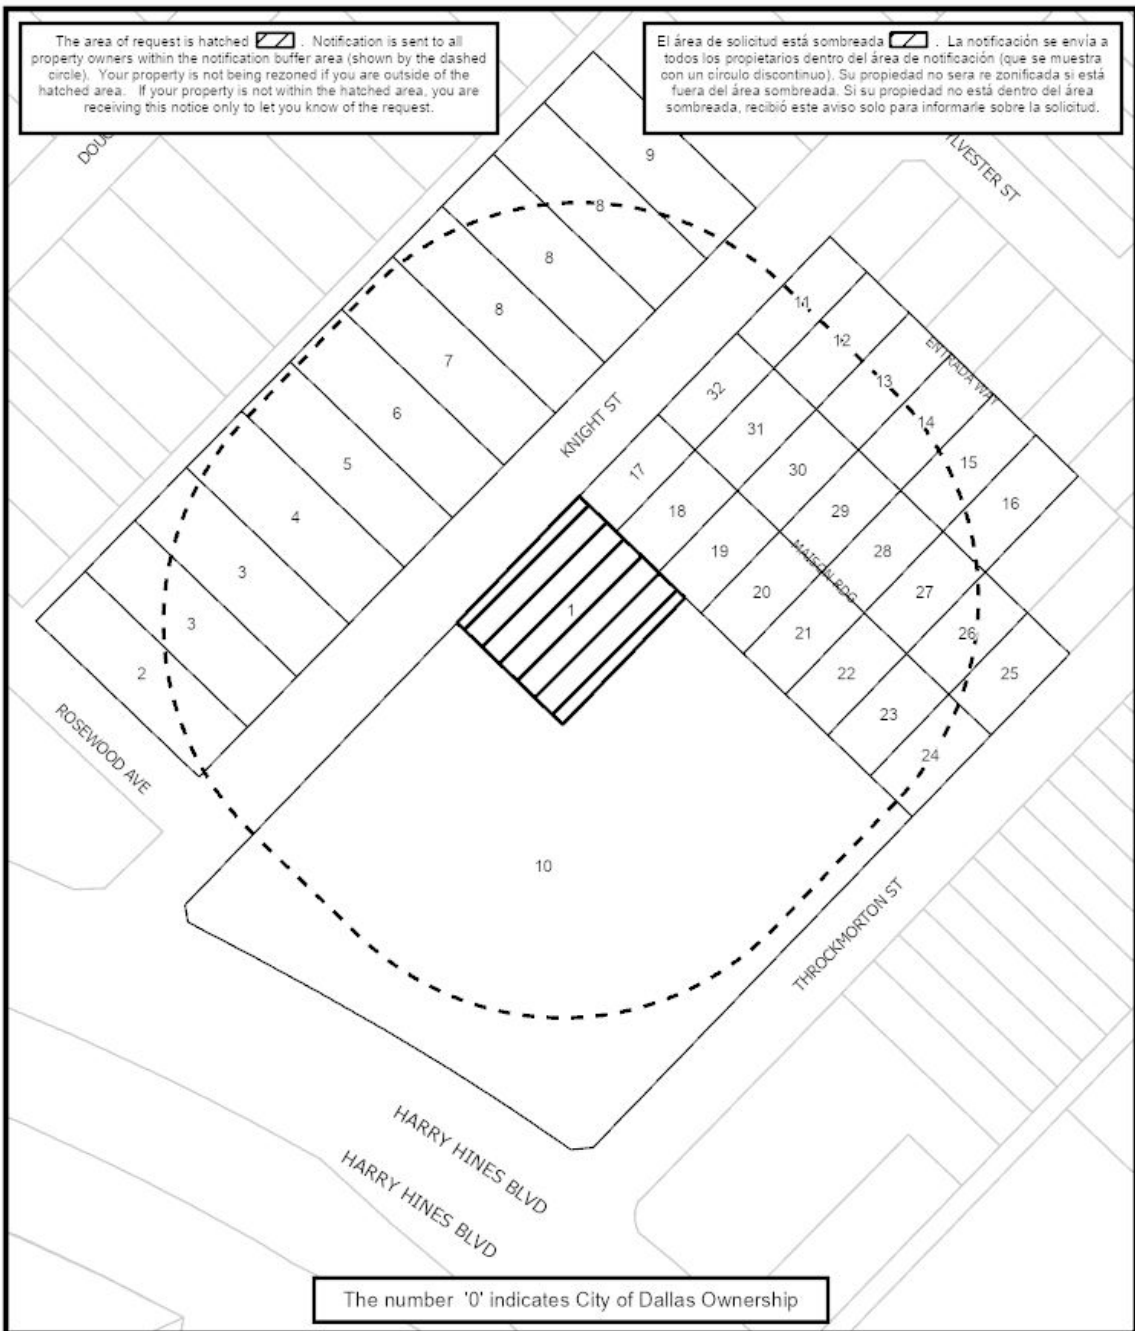 The area of request is hatched . Notification is sent to all
property owners within the notification buffer area (shown by the dashed
circle). Your property is not being rezoned if you are outside of the
hatched area. If your property is not within the hatched area, you are
receiving this notice only to let you know of the request.
El área de solicitud está sombreada . La notificación se envía a
todos los propietarios dentro del área de notificación (que se muestra
con un círculo discontinuo). Su propiedad no sera re zonificada si está
fuera del área sombreada. Si su propiedad no está dentro del área
sombreada, recibió este aviso solo para informarle sobre la solicitud.
9
8
8
8
7
6
5
4
3
3
2
KNIGHT ST
ROSEWOOD AVE
11
12
13
ENTRADA WAY
14
15
16
32
31
30
29
28
27
26
25
17
18
19
20
MAISON RDG
21
22
23
24
1
10
THROCKMORTON ST
HARRY HINES BLVD
HARRY HINES BLVD
The number '0' indicates City of Dallas Ownership